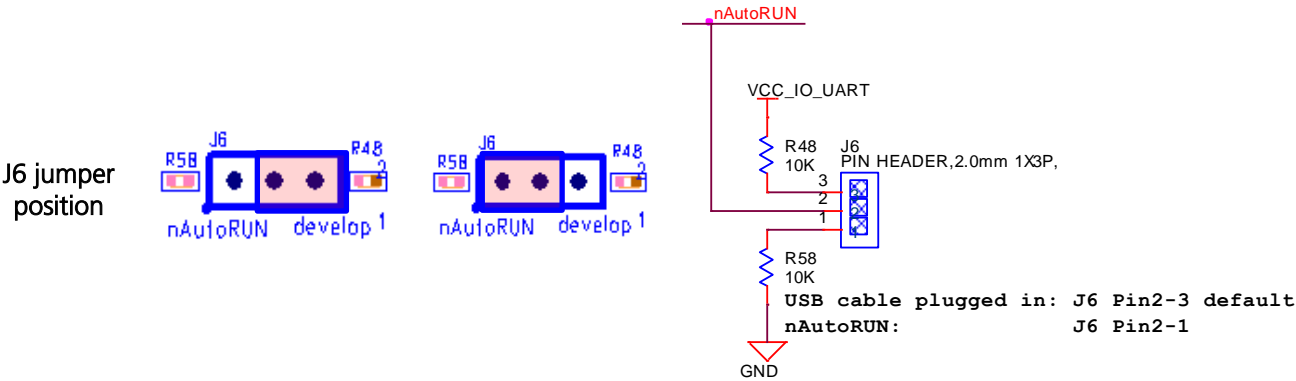 J6 jumper
position
R58
J6
R48
2
nAutoRUN
develop 1
R58
J6
R48
2
nAutoRUN
develop 1
nAutoRUN
VCC_IO_UART
R48
10K
J6
PIN HEADER,2.0mm 1X3P,
3
2
1
R58
10K
USB cable plugged in: J6 Pin2-3 default
nAutoRUN: J6 Pin2-1
GND